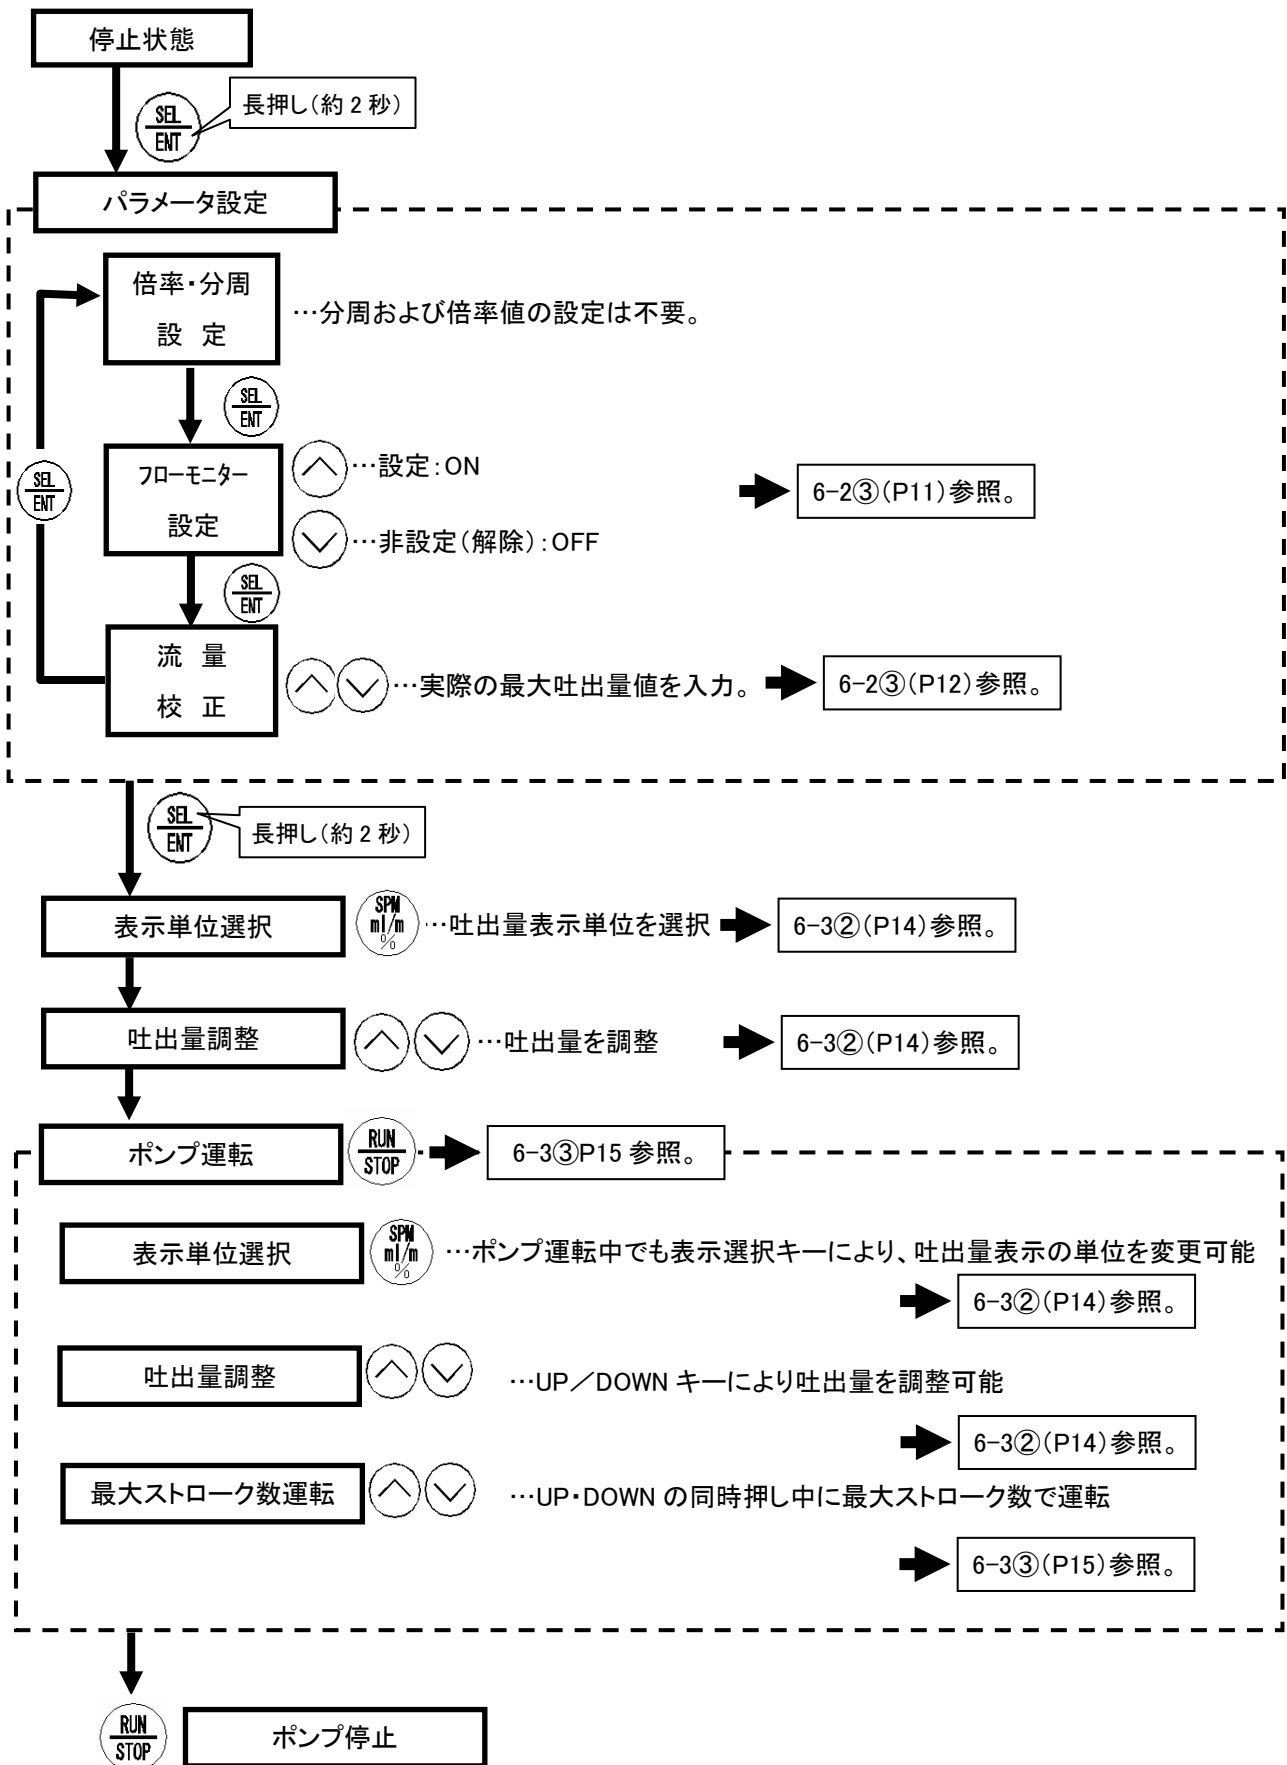 停止状態
SEL
ENT
長押し（約2秒）
パラメータ設定
倍率・分周
設 定
…分周および倍率値の設定は不要。
SEL
ENT
SEL
ENT
フローモニター
設定
…設定：ON
…非設定（解除）：OFF
6-2③（P11）参照。
SEL
ENT
流 量
校 正
…実際の最大吐出量値を入力。
6-2③（P12）参照。
SEL
ENT
長押し（約2秒）
表示単位選択
SPM
ml/m
%
…吐出量表示単位を選択
6-3②（P14）参照。
吐出量調整
…吐出量を調整
6-3②（P14）参照。
ポンプ運転
RUN
STOP
6-3③P15 参照。
表示単位選択
SPM
ml/m
%
…ポンプ運転中でも表示選択キーにより、吐出量表示の単位を変更可能
6-3②（P14）参照。
吐出量調整
…UP／DOWN キーにより吐出量を調整可能
6-3②（P14）参照。
最大ストローク数運転
…UP・DOWN の同時押し中に最大ストローク数で運転
6-3③（P15）参照。
RUN
STOP
ポンプ停止